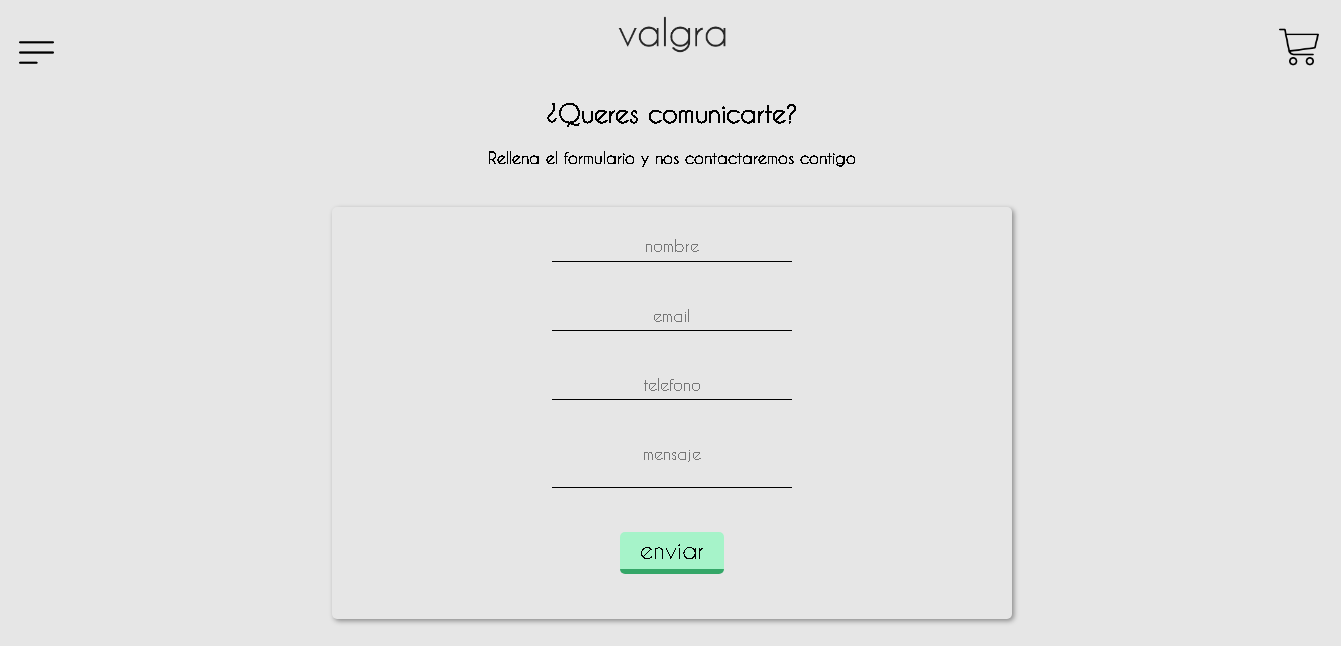 valgra
¿Queres comunicarte?
Rellena el formulario y nos contactaremos contigo
nombre
email
telefono
mensaje
enviar